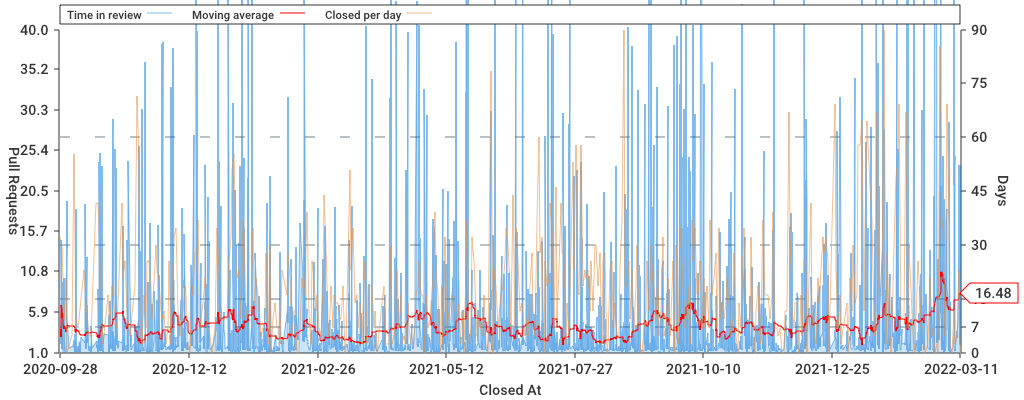 Time in review Moving average Closed per day
40.0 90
35.2 75
30.3 60
25.4 45
20.5 30
15.7 16.48
10.8 7
5.9 0
1.0
Pull Requests
Days
2020-09-28 2020-12-12 2021-02-26 2021-05-12 2021-07-27 2021-10-10 2021-12-25 2022-03-11
Closed At